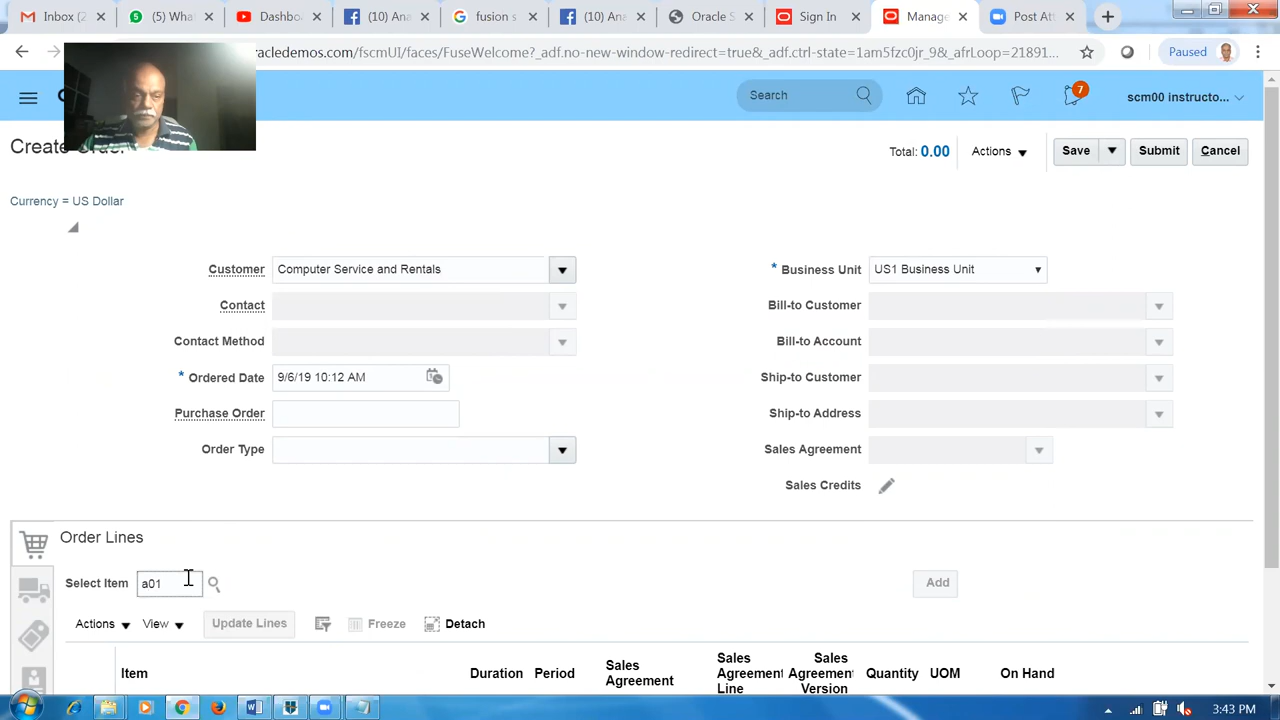 Inbox (2
(5) Wh
Dashbo
(10) An
fusion s
(10) An
Oracle S
Sign In
Manage
Post Att
oracledemos.com/fscmUI/faces/FuseWelcome?_adf.no-new-window-redirect=true&_adf.ctrl-state=1am5fzc0jr_9&_afrLoop=21891...
Paused
Search
7
scm00 instructo...
Create Order
Total: 0.00
Actions
Save
Submit
Cancel
Currency = US Dollar
Customer Computer Service and Rentals
* Business Unit US1 Business Unit
Contact
Bill-to Customer
Contact Method
Bill-to Account
* Ordered Date 9/6/19 10:12 AM
Ship-to Customer
Purchase Order
Ship-to Address
Order Type
Sales Agreement
Sales Credits
Order Lines
Select Item a01
Add
Actions View Update Lines Freeze Detach
Item
Duration
Period
Sales
Agreement
Sales
Agreement
Line
Sales
Agreement
Version
Quantity
UOM
On Hand
3:43 PM